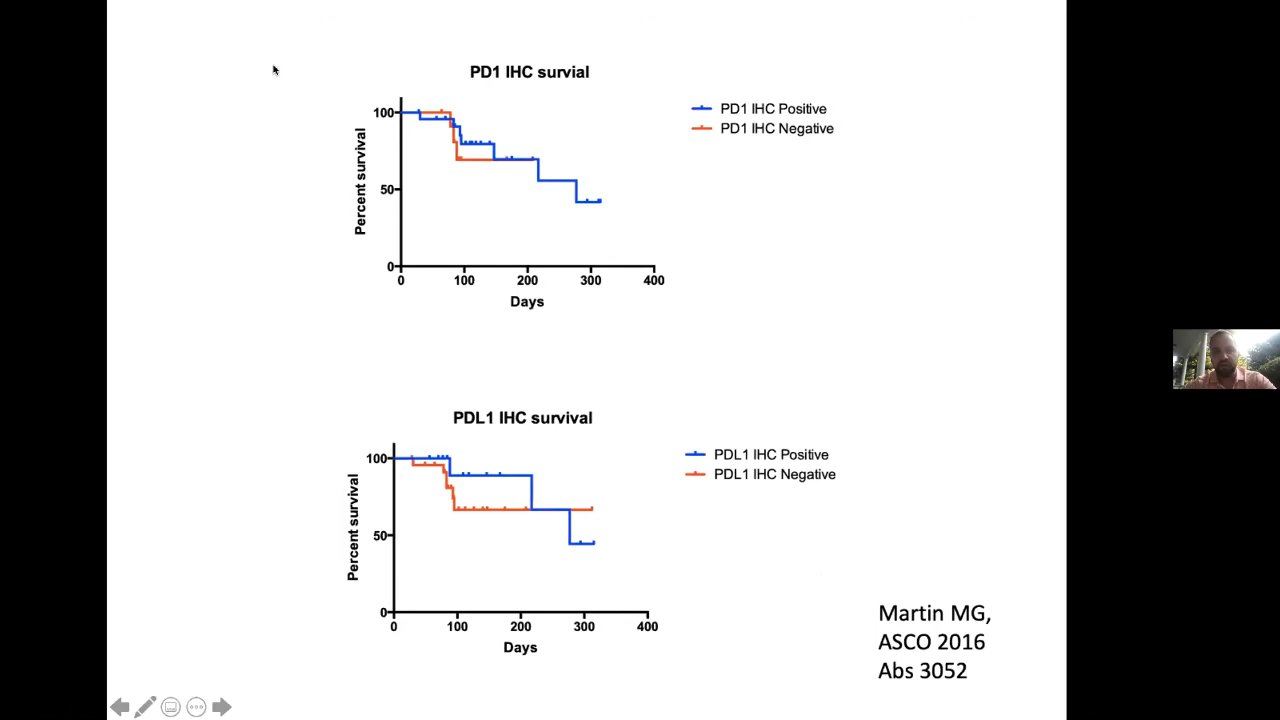 PD1 IHC survial
PD1 IHC Positive
PD1 IHC Negative
Percent survival
100
50
0
0 100 200 300 400
Days
PDL1 IHC survival
PDL1 IHC Positive
PDL1 IHC Negative
Percent survival
100
50
0
0 100 200 300 400
Days
Martin MG,
ASCO 2016
Abs 3052